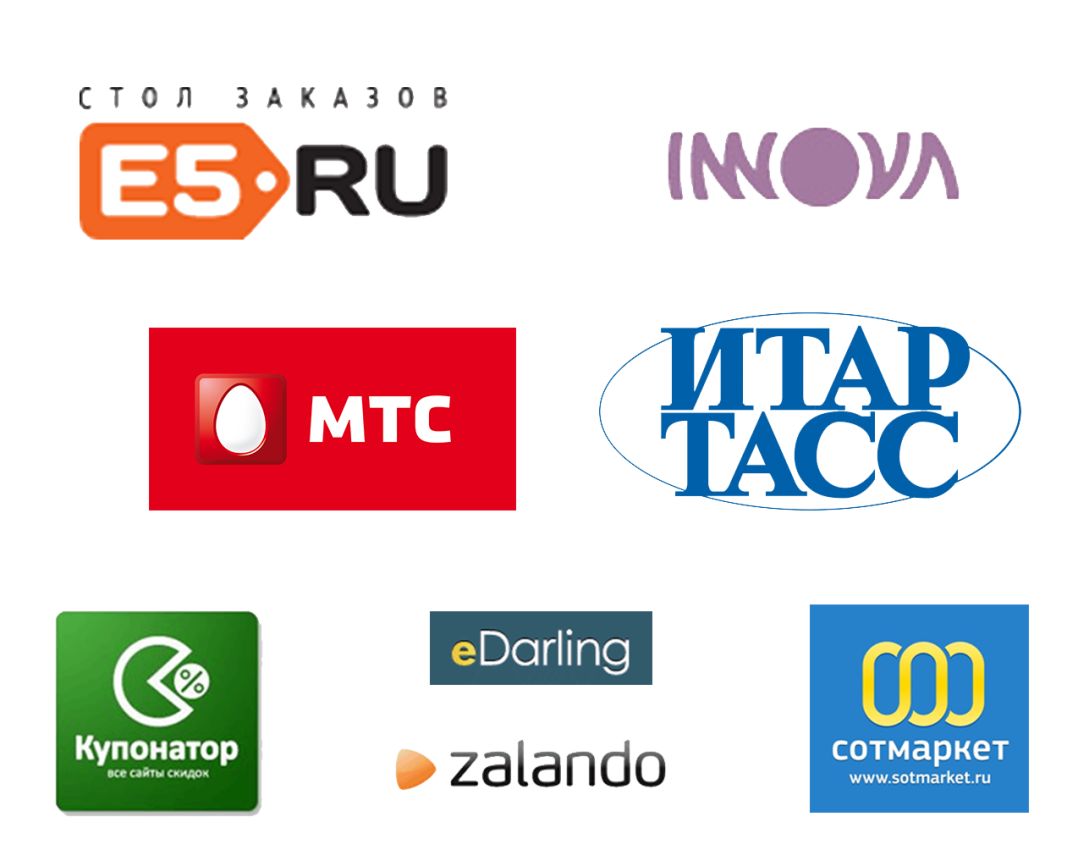 СТОЛ ЗАКАЗОВ
E5.RU
INNOVA
МТС
ИТАР
ТАСС
Купонатор
все сайты скидок
%
eDarling
zalando
сотмаркет
www.sotmarket.ru